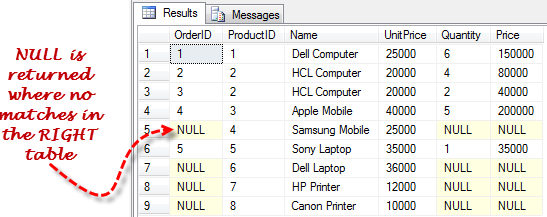 Results Messages
OrderID ProductID Name UnitPrice Quantity Price
1 1 1 Dell Computer 25000 6 150000
2 2 2 HCL Computer 20000 4 80000
3 3 2 HCL Computer 20000 2 40000
4 4 3 Apple Mobile 40000 5 200000
5 NULL 4 Samsung Mobile 25000 NULL NULL
6 5 5 Sony Laptop 35000 1 35000
7 NULL 6 Dell Laptop 36000 NULL NULL
8 NULL 7 HP Printer 12000 NULL NULL
9 NULL 8 Canon Printer 10000 NULL NULL
NULL is
returned
where no
matches in
the RIGHT
table